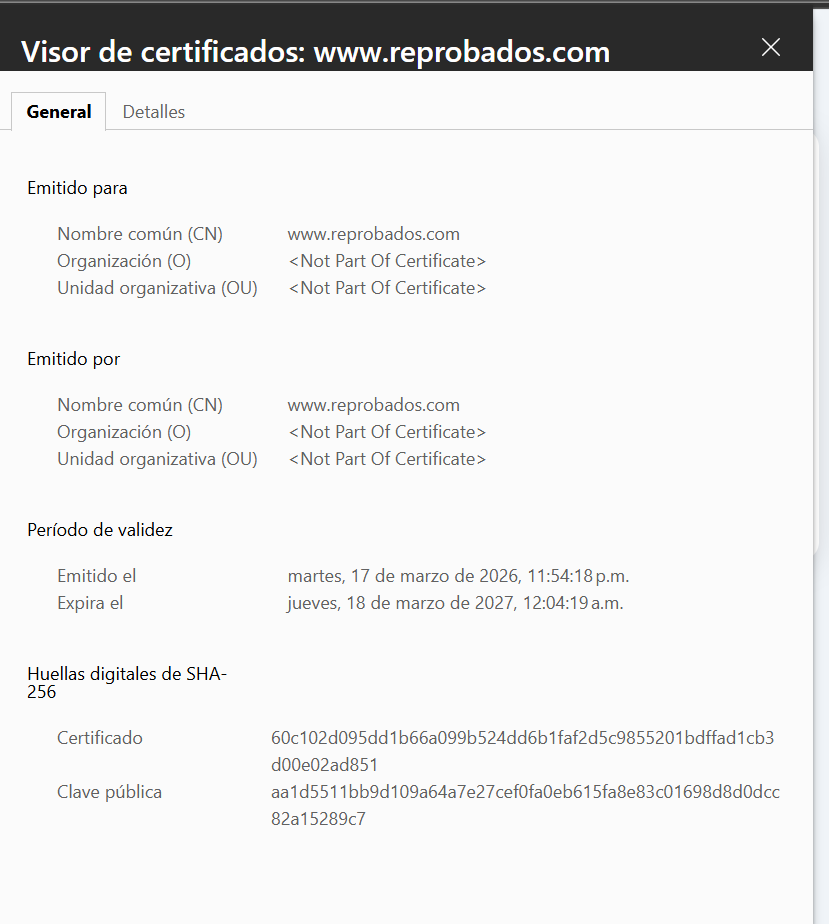 Visor de certificados: www.reprobados.com
General Detalles
Emitido para
Nombre común (CN) www.reprobados.com
Organización (O) <Not Part Of Certificate>
Unidad organizativa (OU) <Not Part Of Certificate>
Emitido por
Nombre común (CN) www.reprobados.com
Organización (O) <Not Part Of Certificate>
Unidad organizativa (OU) <Not Part Of Certificate>
Período de validez
Emitido el martes, 17 de marzo de 2026, 11:54:18 p.m.
Expira el jueves, 18 de marzo de 2027, 12:04:19 a.m.
Huellas digitales de SHA-
256
Certificado 60c102d095dd1b66a099b524dd6b1faf2d5c9855201bdffad1cb3
d00e02ad851
Clave pública aa1d5511bb9d109a64a7e27cef0fa0eb615fa8e83c01698d8d0dcc
82a15289c7